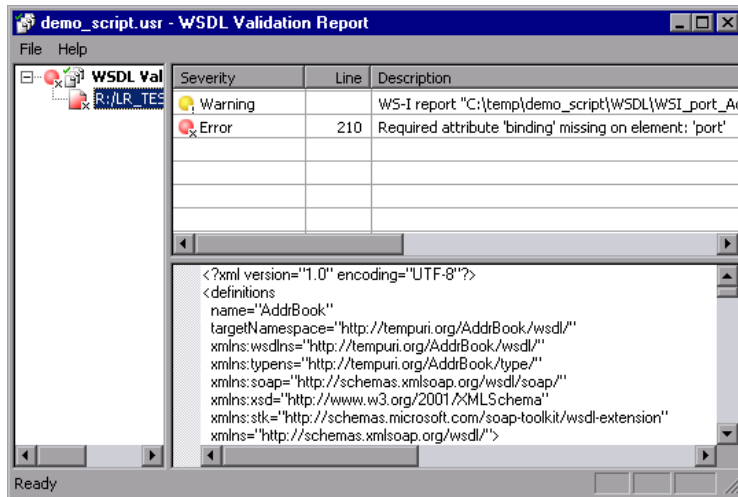 demo_script.usr - WSDL Validation Report
File Help
WSDL Val
R:/LR_TES
Severity Line Description
Warning WS-I report "C:\temp\demo_script\WSDL\WSI_port_A
Error 210 Required attribute 'binding' missing on element: 'port'
<?xml version="1.0" encoding="UTF-8"?>
<definitions
name="AddrBook"
targetNamespace="http://tempuri.org/AddrBook/wsdl/"
xmlns:wsdlns="http://tempuri.org/AddrBook/wsdl/"
xmlns:typens="http://tempuri.org/AddrBook/type/"
xmlns:soap="http://schemas.xmlsoap.org/wsdl/soap/"
xmlns:xsd="http://www.w3.org/2001/XMLSchema"
xmlns:stk="http://schemas.microsoft.com/soap-toolkit/wsdl-extension"
xmlns="http://schemas.xmlsoap.org/wsdl/">
Ready